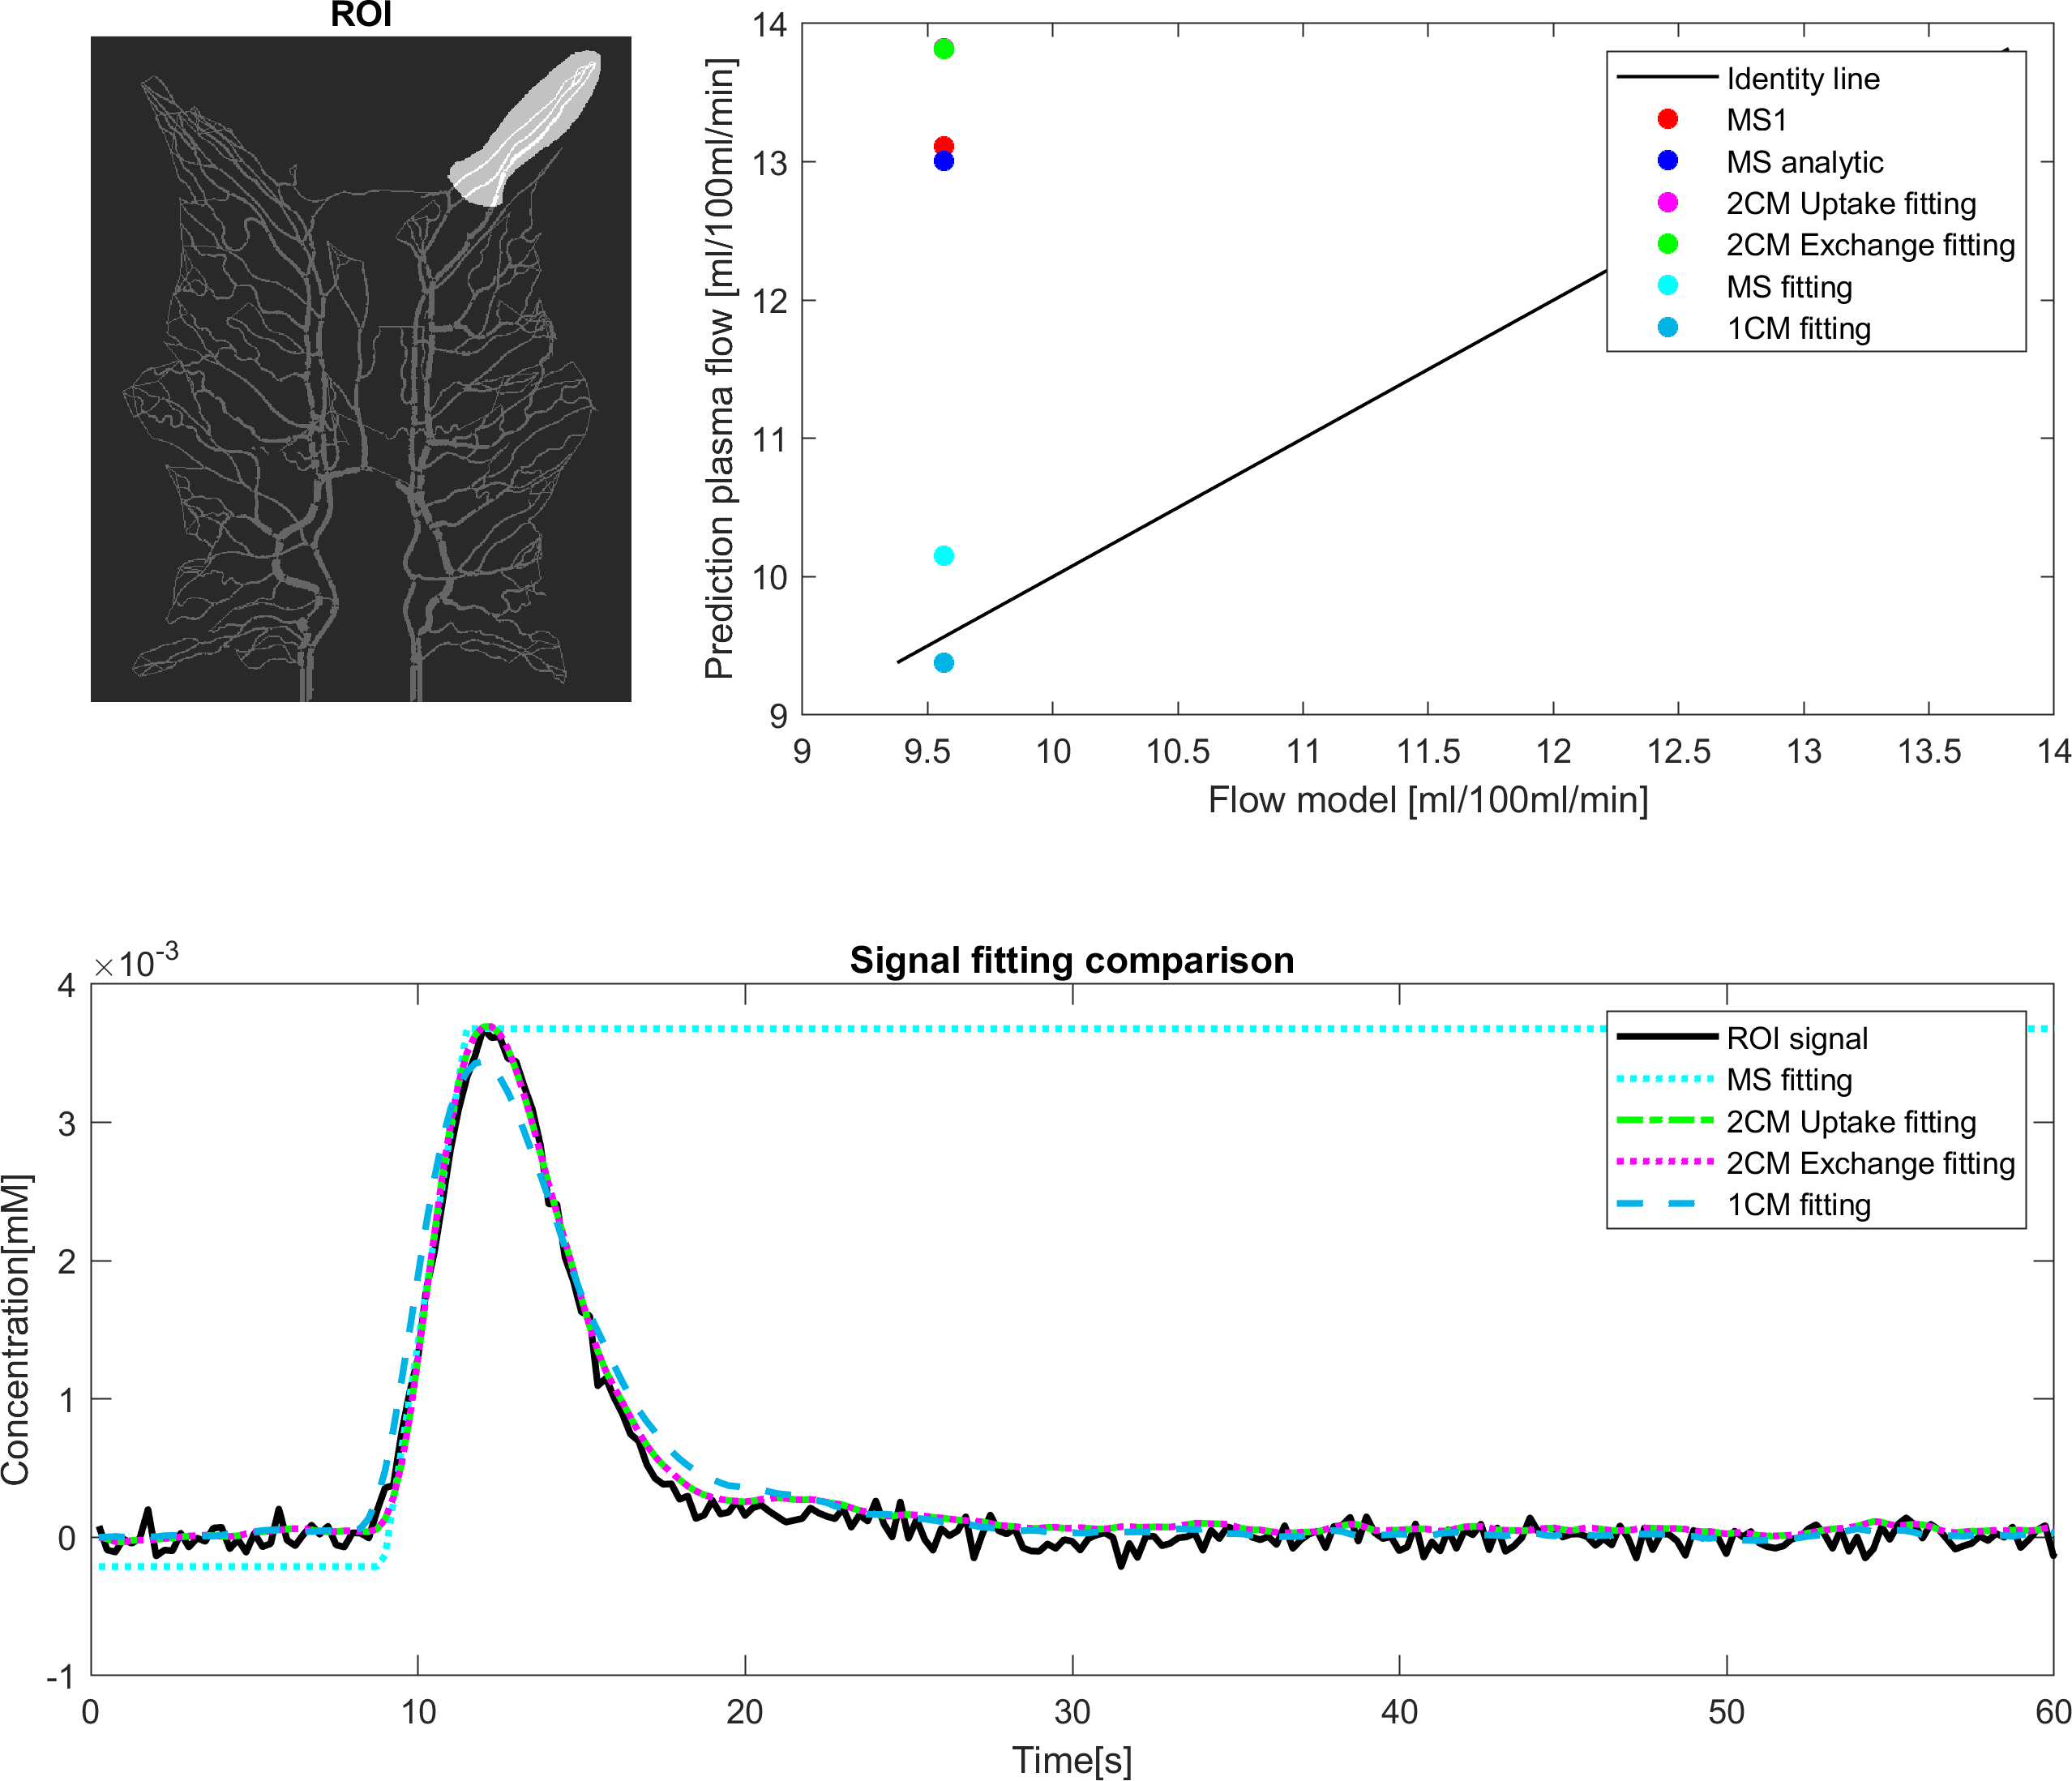 ROI
Prediction plasma flow [ml/100ml/min]
14
13
12
11
10
9
9 9.5 10 10.5 11 11.5 12 12.5 13 13.5 14
Flow model [ml/100ml/min]
Identity line
MS1
MS analytic
2CM Uptake fitting
2CM Exchange fitting
MS fitting
1CM fitting
Signal fitting comparison
×10-3
Concentration[mM]
4
3
2
1
0
-1
0 10 20 30 40 50 60
Time[s]
ROI signal
MS fitting
2CM Uptake fitting
2CM Exchange fitting
1CM fitting